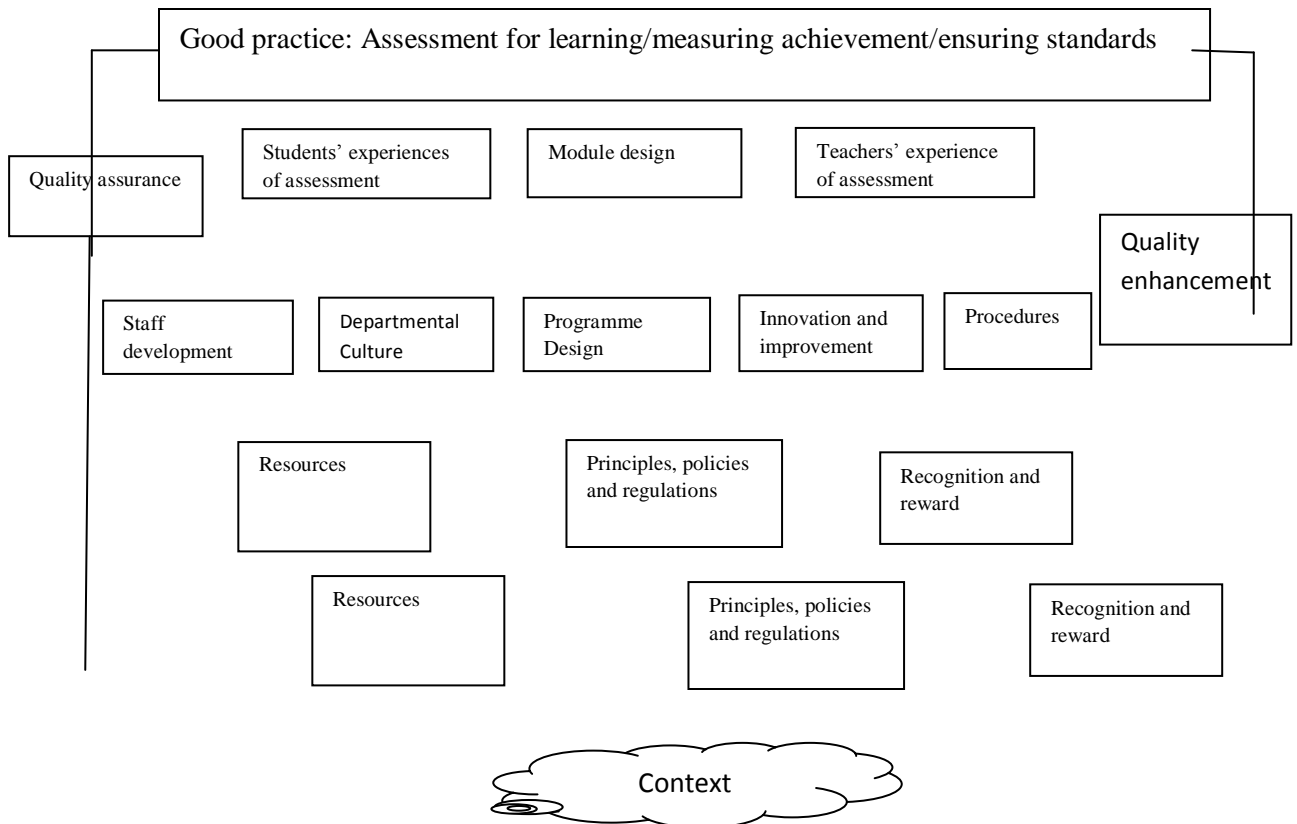 Good practice: Assessment for learning/measuring achievement/ensuring standards
Students’ experiences
of assessment
Module design
Teachers’ experience
of assessment
Quality assurance
Quality
enhancement
Staff
development
Departmental
Culture
Programme
Design
Innovation and
improvement
Procedures
Resources
Principles, policies
and regulations
Recognition and
reward
Resources
Principles, policies
and regulations
Recognition and
reward
Context